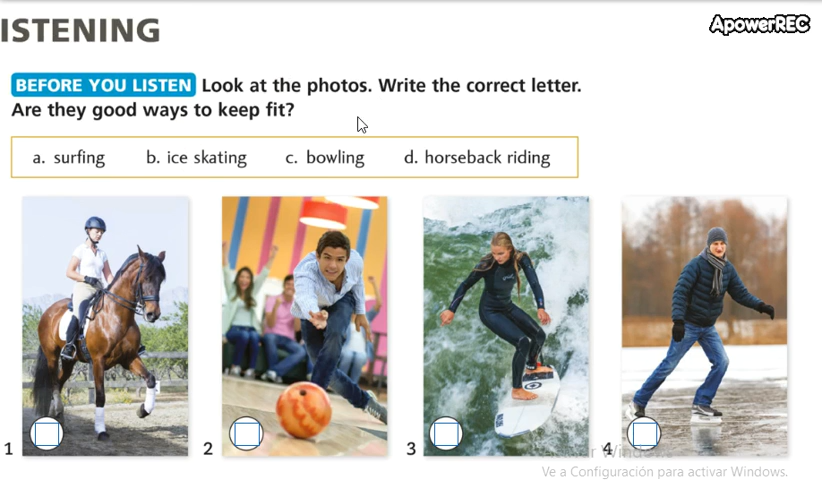 ISTENING
ApowerREC
BEFORE YOU LISTEN Look at the photos. Write the correct letter.
Are they good ways to keep fit?
a. surfing b. ice skating c. bowling d. horseback riding
1 2 3 4
Ve a Configuración para activar Windows.